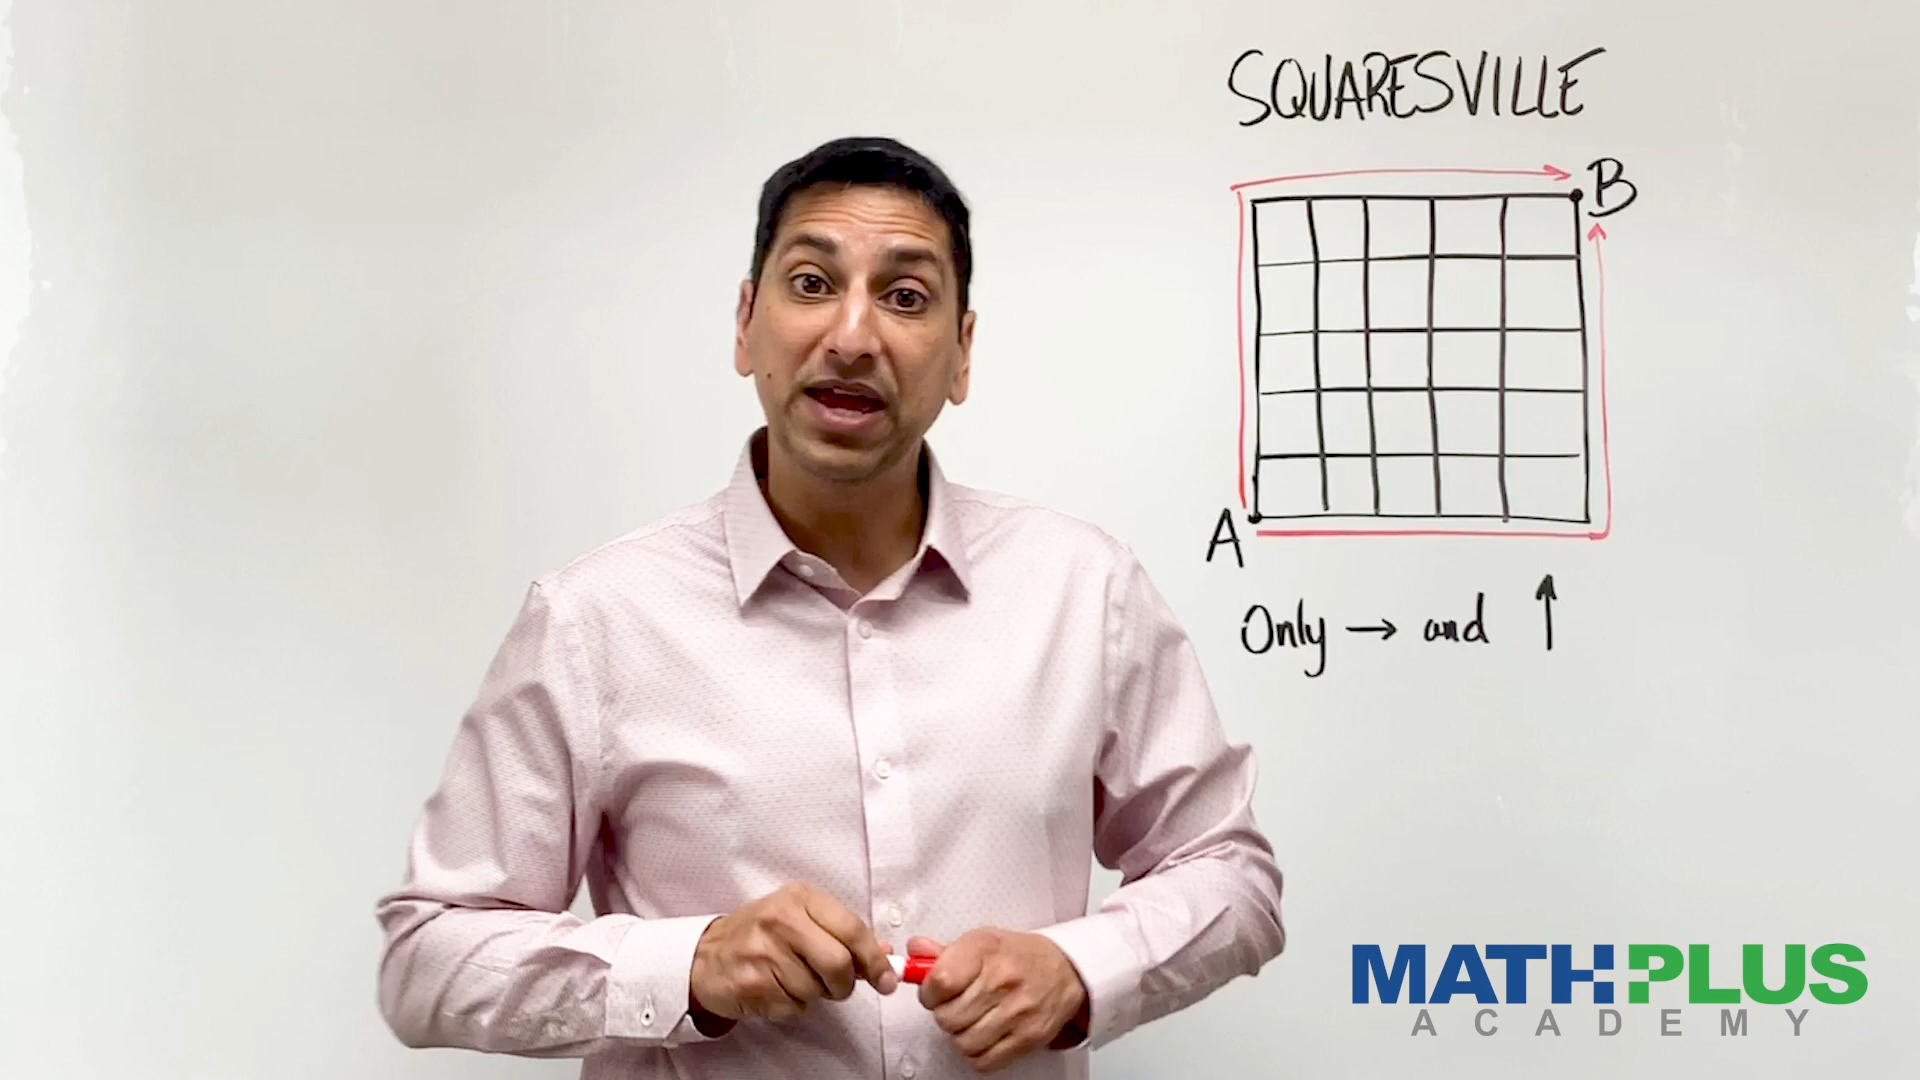 SQUARESVILLE
B
A
Only → and ↑
MATH PLUS
ACADEMY